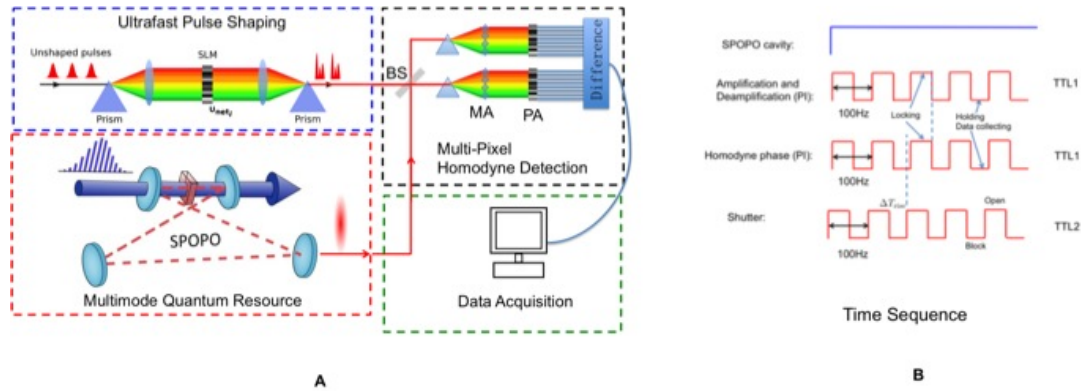 Ultrafast Pulse Shaping
Unshaped pulses
SLM
Prism
u_net_i
Prism
BS
MA
PA
Difference
Multi-Pixel
Homodyne Detection
SPOPO
Multimode Quantum Resource
Data Acquisition
A
SPOPO cavity:
Amplification and
Deamplification (PI):
TTL1
100Hz
Locking
Holding
Data collecting
Homodyne phase (PI):
TTL1
100Hz
ΔT_rise
Open
Shutter:
TTL2
100Hz
Block
Time Sequence
B